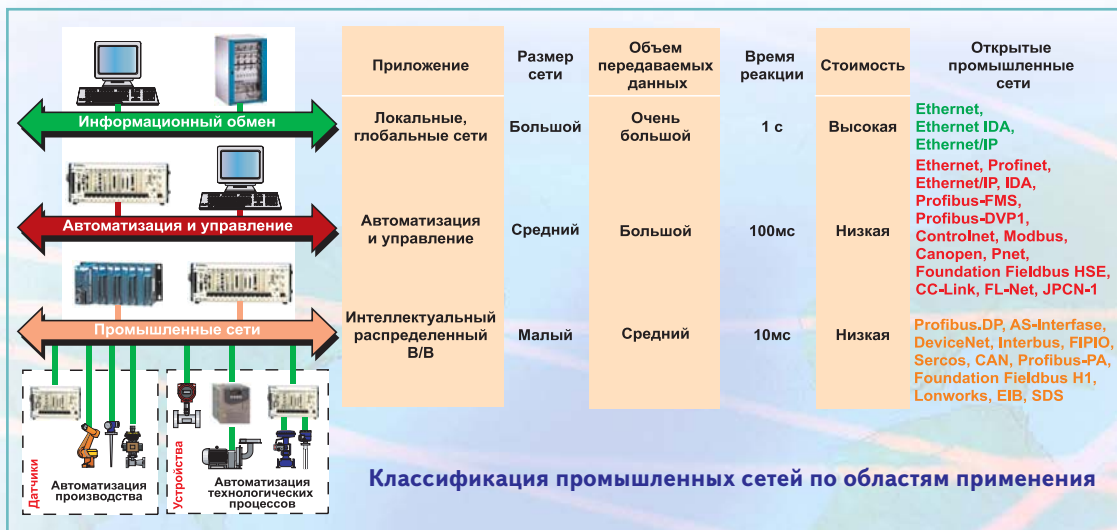 Приложение
Размер
сети
Объем
передаваемых
данных
Время
реакции
Стоимость
Открытые
промышленные
сети
Информационный обмен
Локальные,
глобальные сети
Большой
Очень
большой
1 с
Высокая
Ethernet,
Ethernet IDA,
Ethernet/IP
Автоматизация и управление
Автоматизация
и управление
Средний
Большой
100мс
Низкая
Ethernet, Profinet,
Ethernet/IP, IDA,
Profibus-FMS,
Profibus-DVP1,
Controlnet, Modbus,
Canopen, Pnet,
Foundation Fieldbus HSE,
CC-Link, FL-Net, JPCN-1
Промышленные сети
Интеллектуальный
распределенный
В/В
Малый
Средний
10мс
Низкая
Profibus.DP, AS-Interfase,
DeviceNet, Interbus, FIPIO,
Sercos, CAN, Profibus-PA,
Foundation Fieldbus H1,
Lonworks, EIB, SDS
Датчики
Автоматизация
производства
Устройства
Автоматизация
технологических
процессов
Классификация промышленных сетей по областям применения